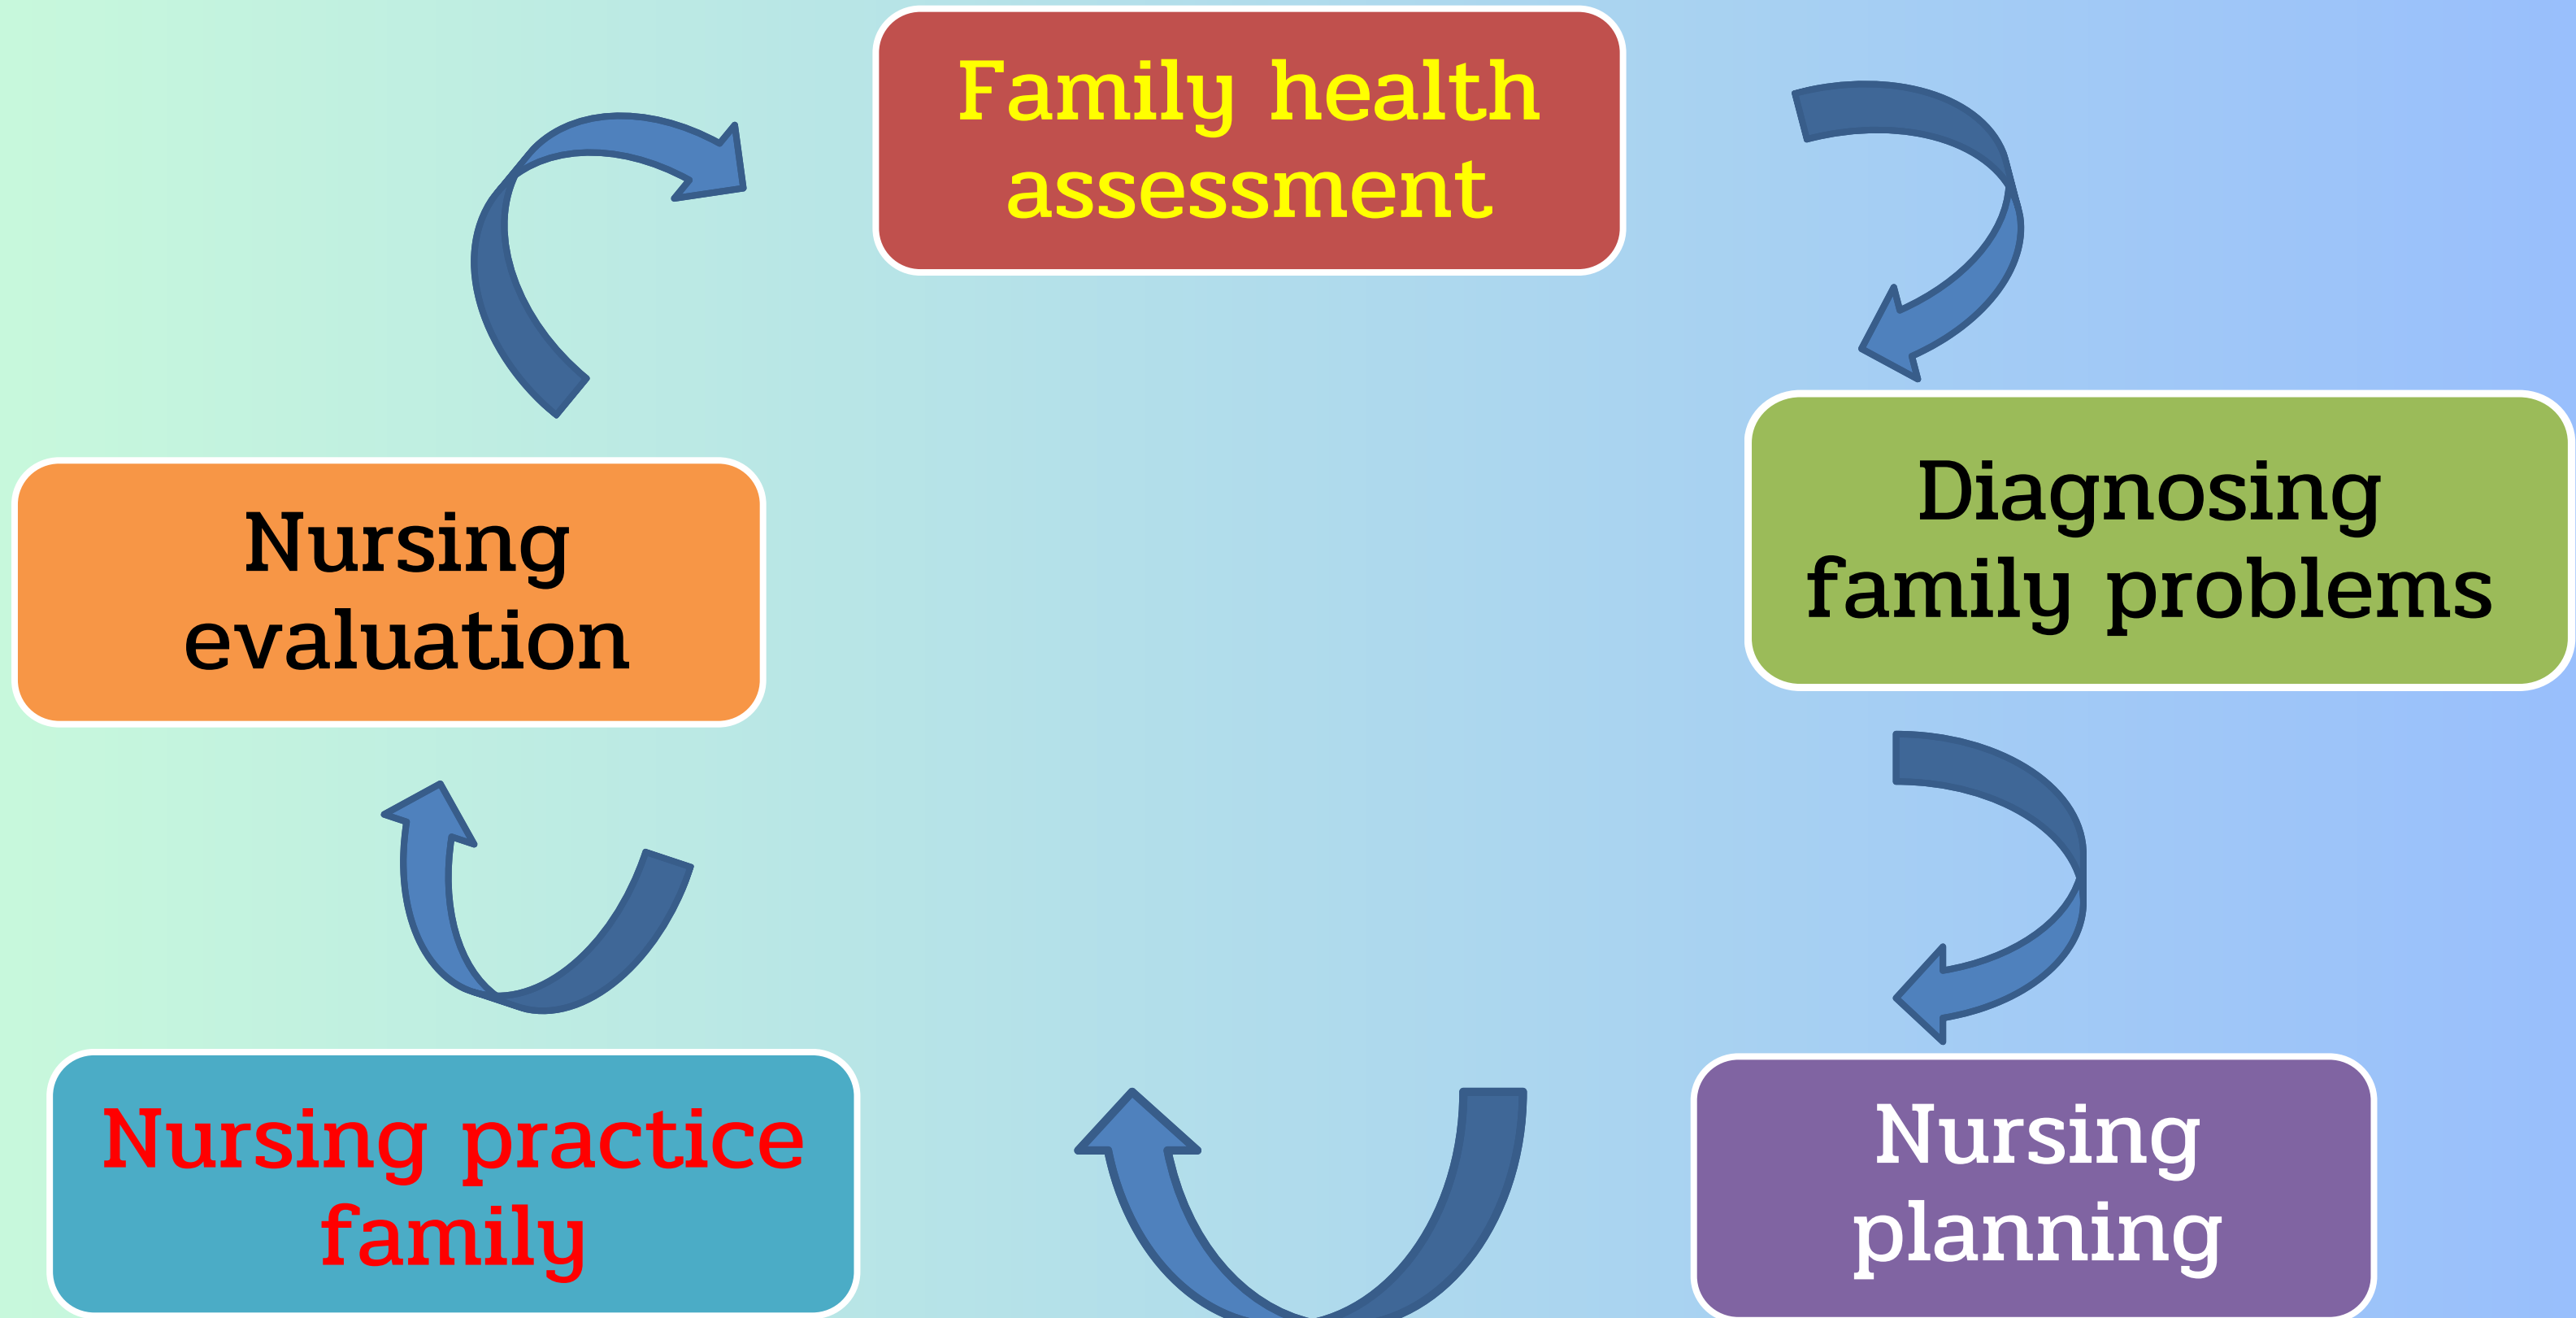 Family health
assessment
Diagnosing
family problems
Nursing
planning
Nursing practice
family
Nursing
evaluation